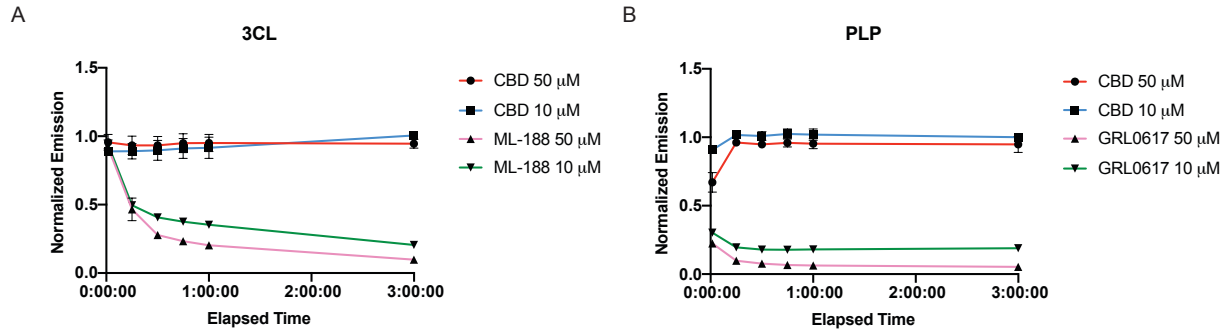 A
3CL
Normalized Emission
1.5
1.0
0.5
0.0
0:00:00
1:00:00
2:00:00
3:00:00
Elapsed Time
CBD 50 μM
CBD 10 μM
ML-188 50 μM
ML-188 10 μM
B
PLP
Normalized Emission
1.5
1.0
0.5
0.0
0:00:00
1:00:00
2:00:00
3:00:00
Elapsed Time
CBD 50 μM
CBD 10 μM
GRL0617 50 μM
GRL0617 10 μM